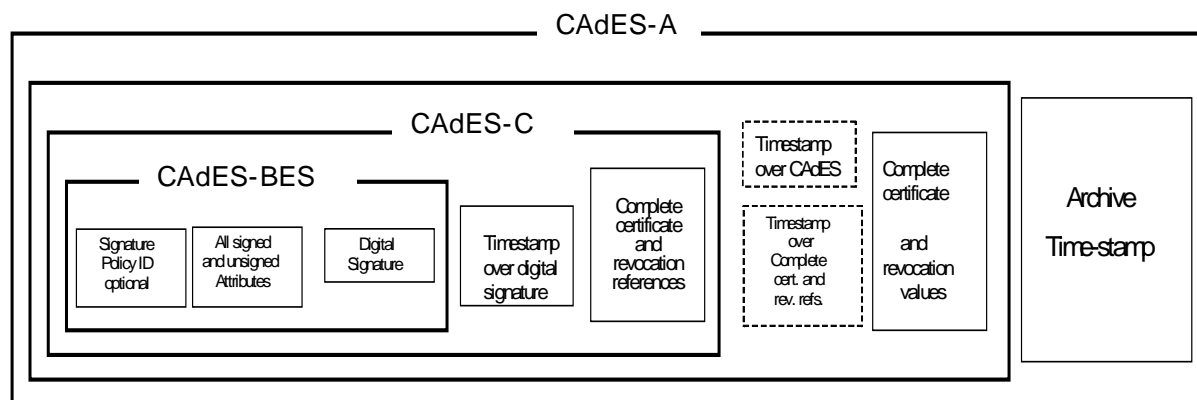 CAdES-A
CAdES-C
CAdES-BES
Signature
Policy ID
optional
All signed
and unsigned
Attributes
Digital
Signature
Timestamp
over digital
signature
Complete
certificate
and
revocation
references
Timestamp
over CAdES
Timestamp
over
Complete
cert. and
rev. refs.
Complete
certificate
and
revocation
values
Archive
Time-stamp